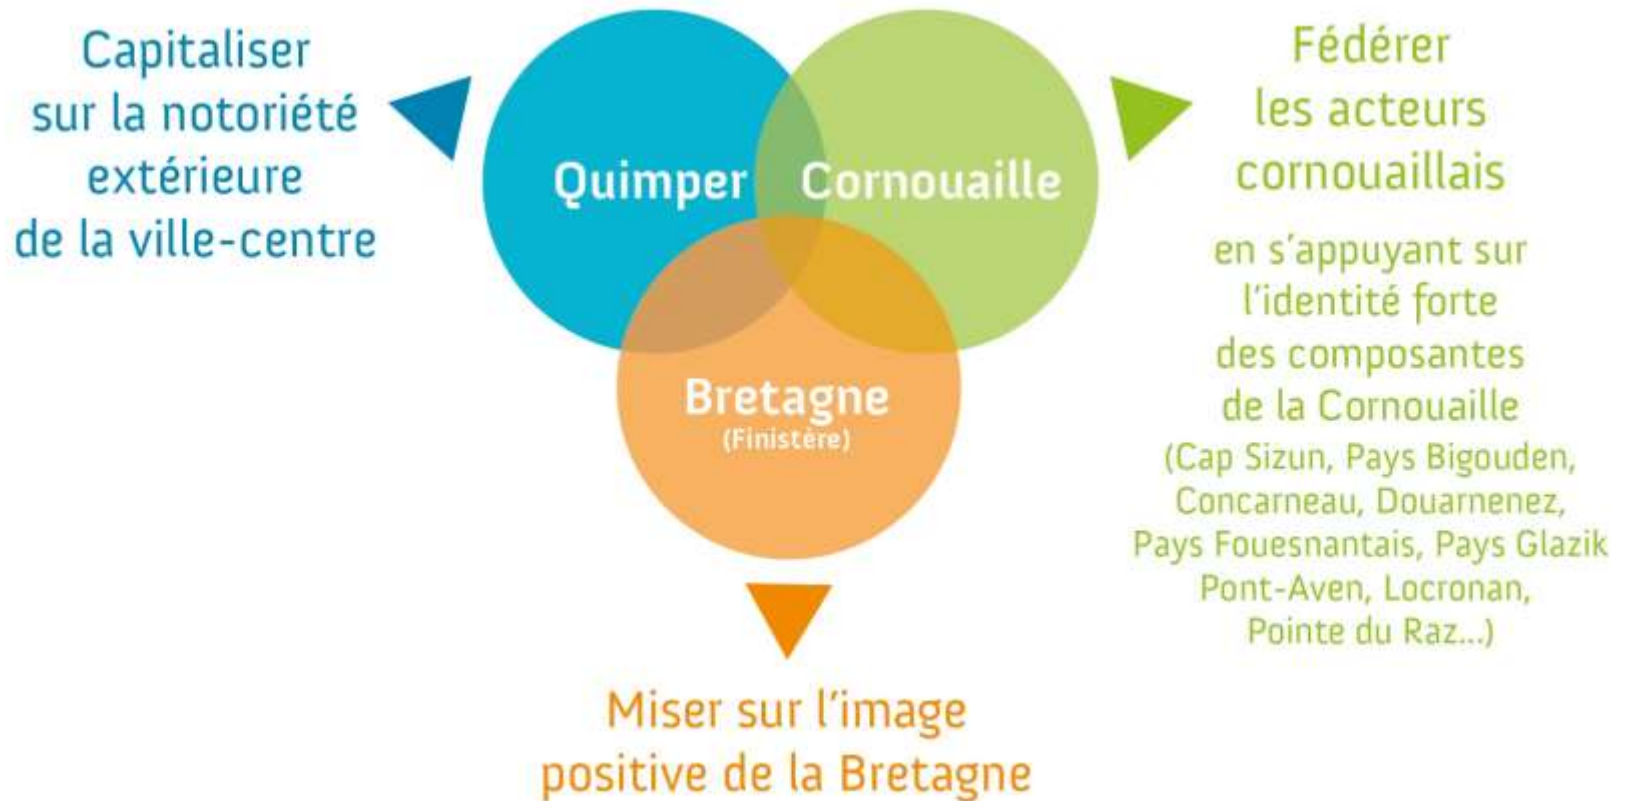 Capitaliser
sur la notoriété
extérieure
de la ville-centre
Quimper
Cornouaille
Bretagne
(Finistère)
Fédérer
les acteurs
cornouaillais
en s'appuyant sur
l'identité forte
des composantes
de la Cornouaille
(Cap Sizun, Pays Bigouden,
Concarneau, Douarnenez,
Pays Fouesnantais, Pays Glazik
Pont-Aven, Locronan,
Pointe du Raz...)
Miser sur l'image
positive de la Bretagne